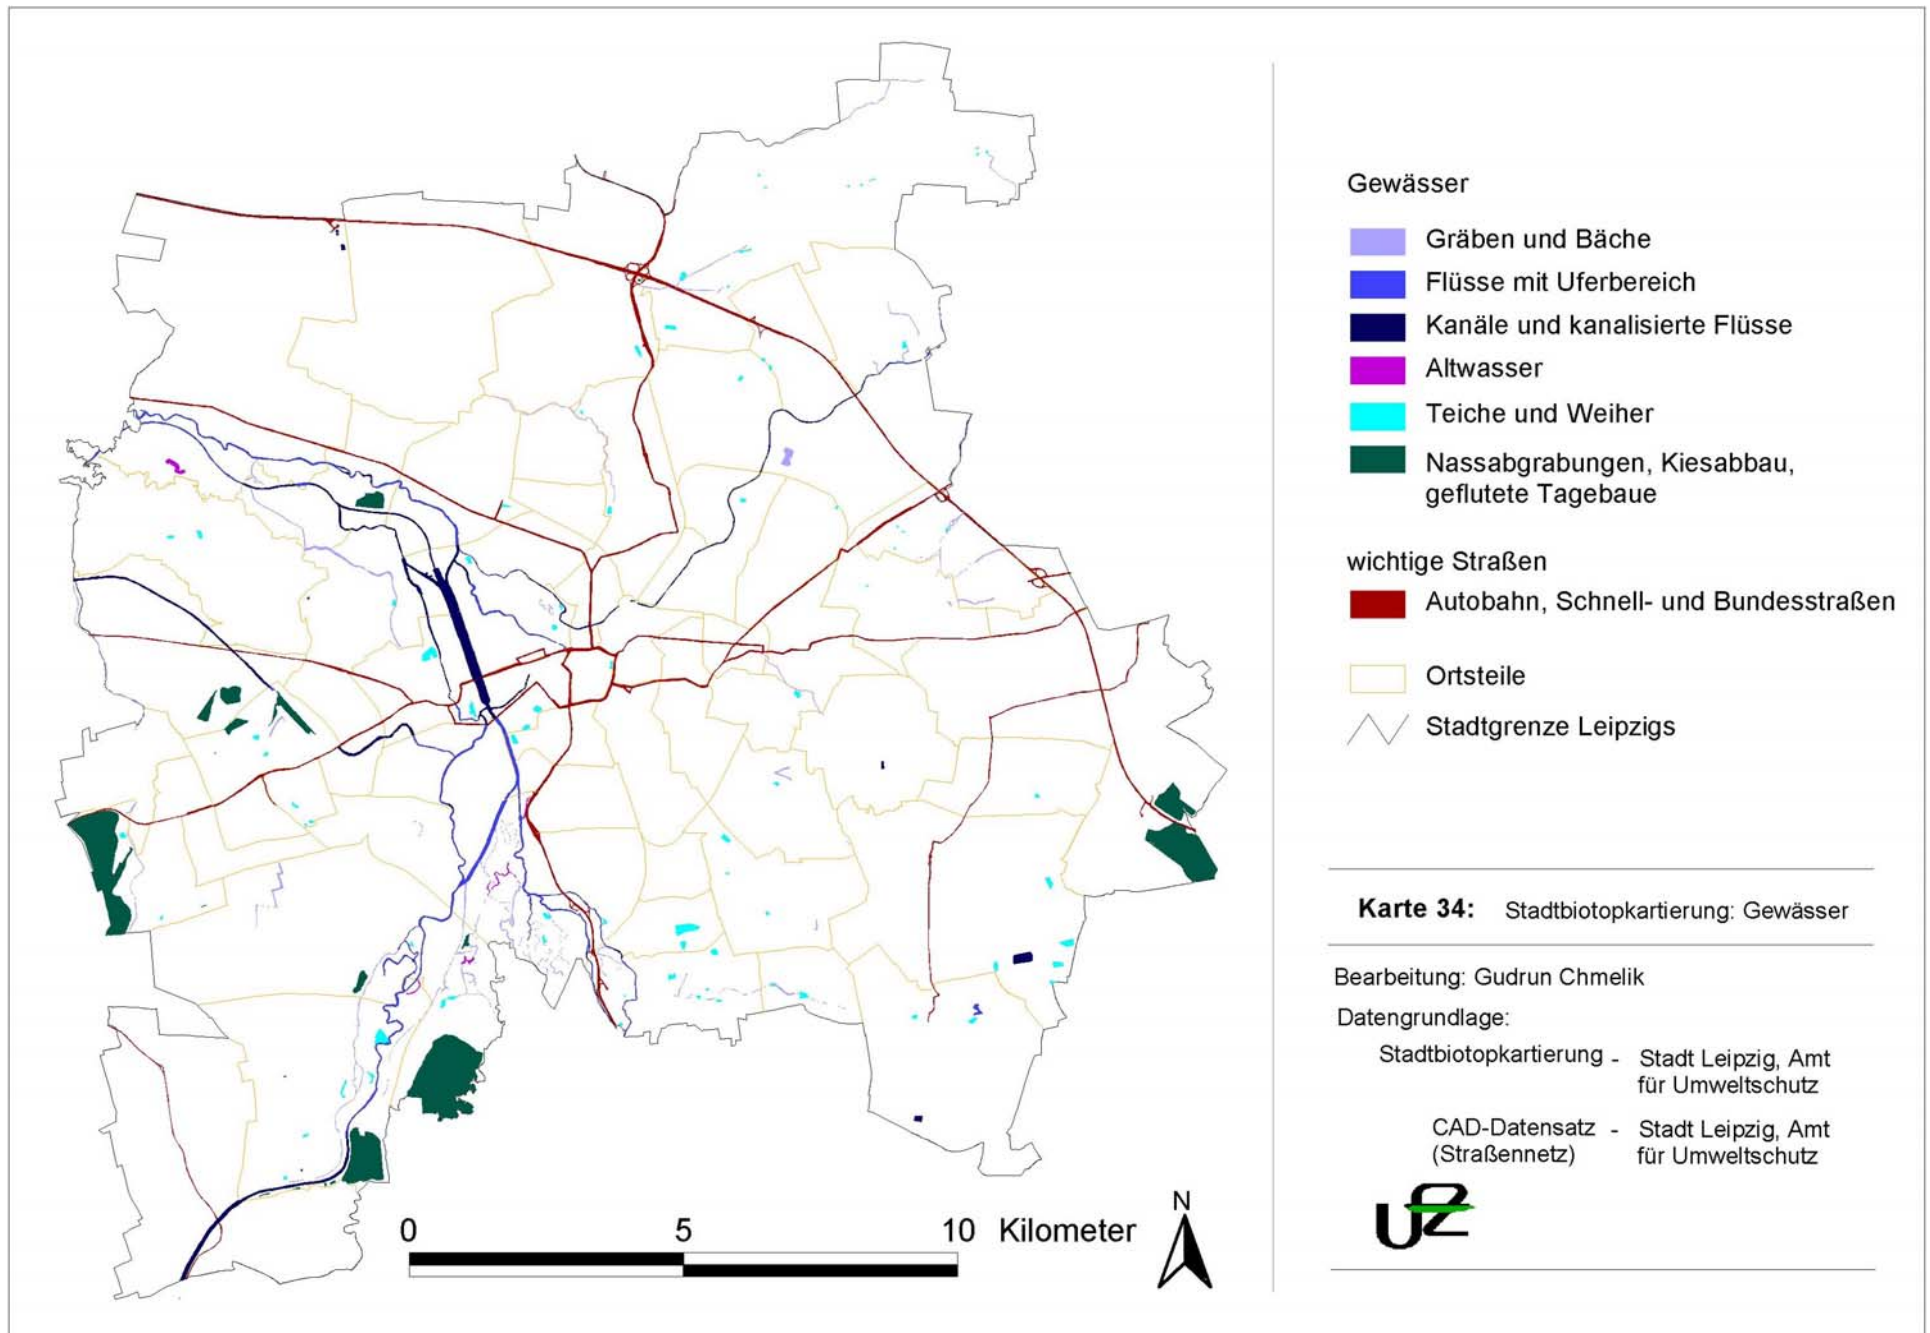 Gewässer
Gräben und Bäche
Flüsse mit Uferbereich
Kanäle und kanalisierte Flüsse
Altwasser
Teiche und Weiher
Nassabgrabungen, Kiesabbau,
geflutete Tagebaue
wichtige Straßen
Autobahn, Schnell- und Bundesstraßen
Ortsteile
Stadtgrenze Leipzigs
Karte 34: Stadtbiotopkartierung: Gewässer
Bearbeitung: Gudrun Chmelik
Datengrundlage:
Stadtbiotopkartierung - Stadt Leipzig, Amt
für Umweltschutz
CAD-Datensatz - Stadt Leipzig, Amt
(Straßennetz) für Umweltschutz
UFZ
N
0 5 10 Kilometer